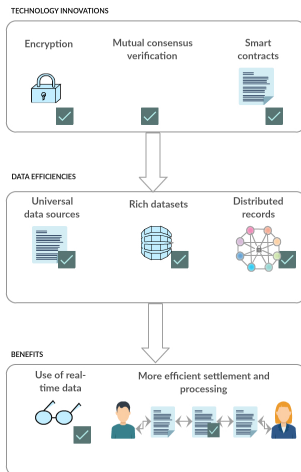 TECHNOLOGY INNOVATIONS
Encryption
Mutual consensus
verification
Smart
contracts
DATA EFFICIENCIES
Universal
data sources
Rich datasets
Distributed
records
BENEFITS
Use of real-
time data
More efficient settlement and
processing